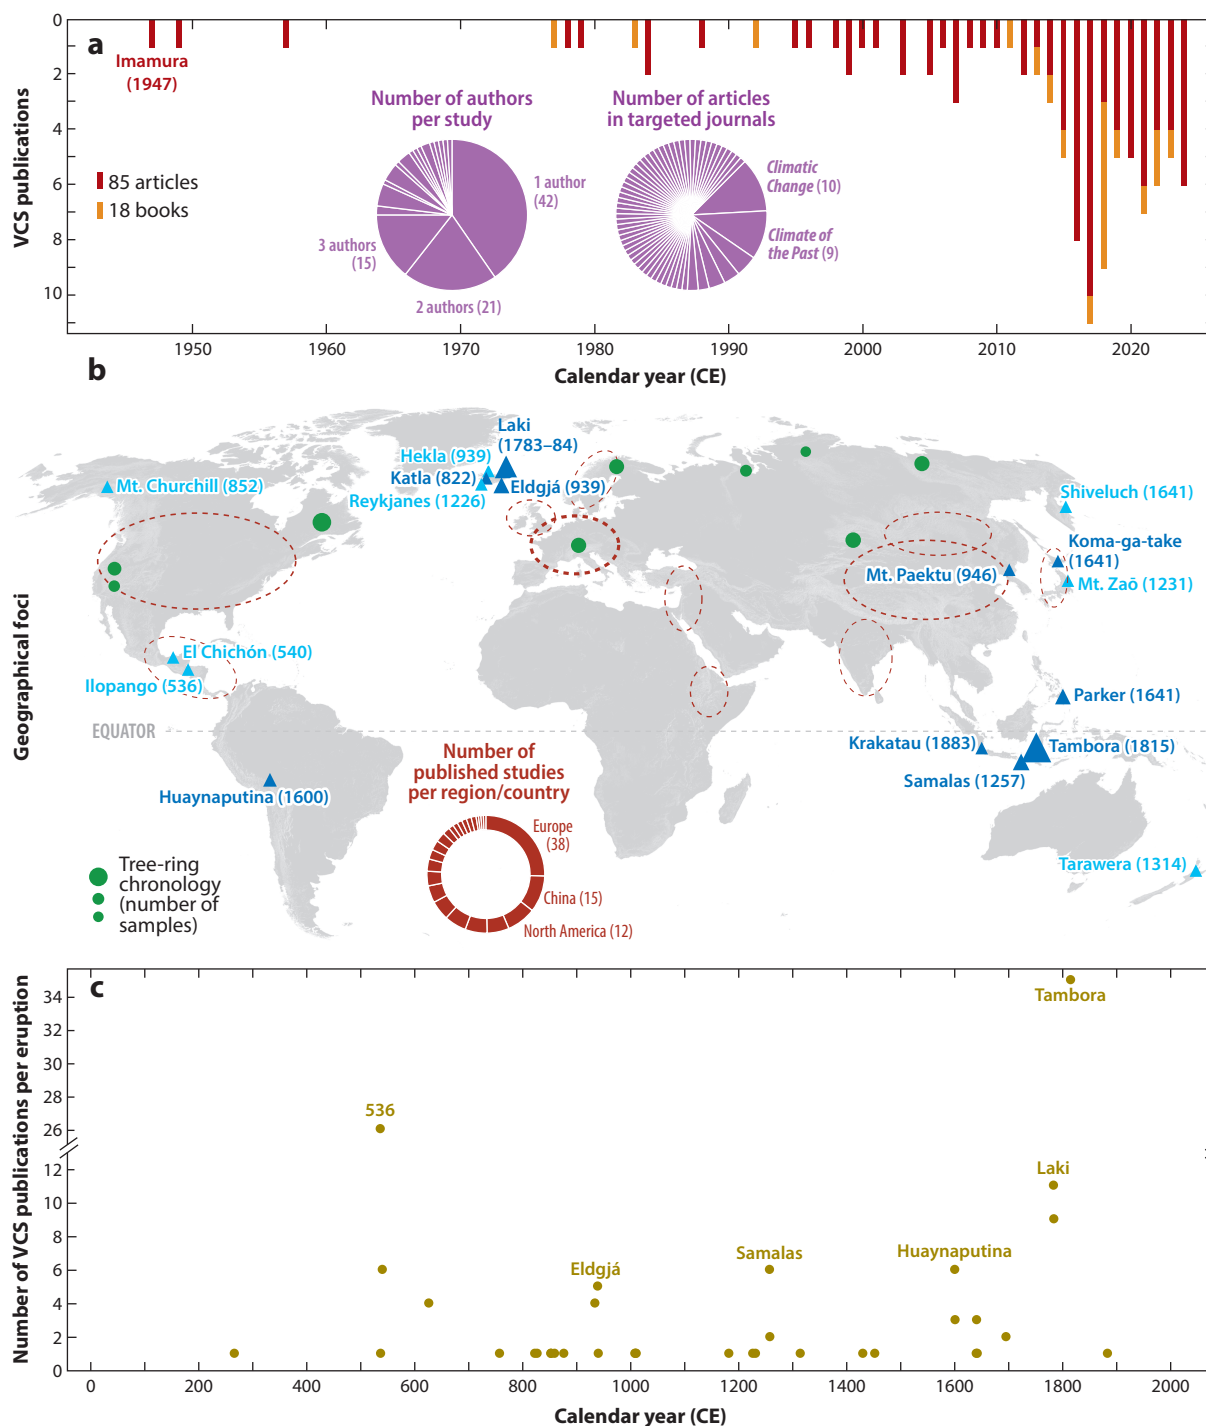 a
0
2
4
6
8
10
VCS publications
Imamura
(1947)
85 articles
18 books
Number of authors
per study
1 author
(42)
2 authors (21)
3 authors
(15)
Number of articles
in targeted journals
Climatic
Change (10)
Climate of
the Past (9)
1950
1960
1970
1980
1990
2000
2010
2020
Calendar year (CE)
b
Geographical foci
Laki
(1783–84)
Hekla (939)
Katla (822)
Eldgjá (939)
Reykjanes (1226)
Mt. Churchill (852)
Shiveluch (1641)
Koma-ga-take
(1641)
Mt. Paektu (946)
Mt. Zaō (1231)
El Chichón (540)
Ilopango (536)
Parker (1641)
EQUATOR
Krakatau (1883)
Tambora (1815)
Samalas (1257)
Huaynaputina (1600)
Tarawera (1314)
Number of
published studies
per region/country
Europe
(38)
China (15)
North America (12)
Tree-ring
chronology
(number of
samples)
c
Number of VCS publications per eruption
34
32
30
28
26
12
10
8
6
4
2
0
Tambora
536
Laki
Samalas
Huaynaputina
Eldgjá
0
200
400
600
800
1000
1200
1400
1600
1800
2000
Calendar year (CE)